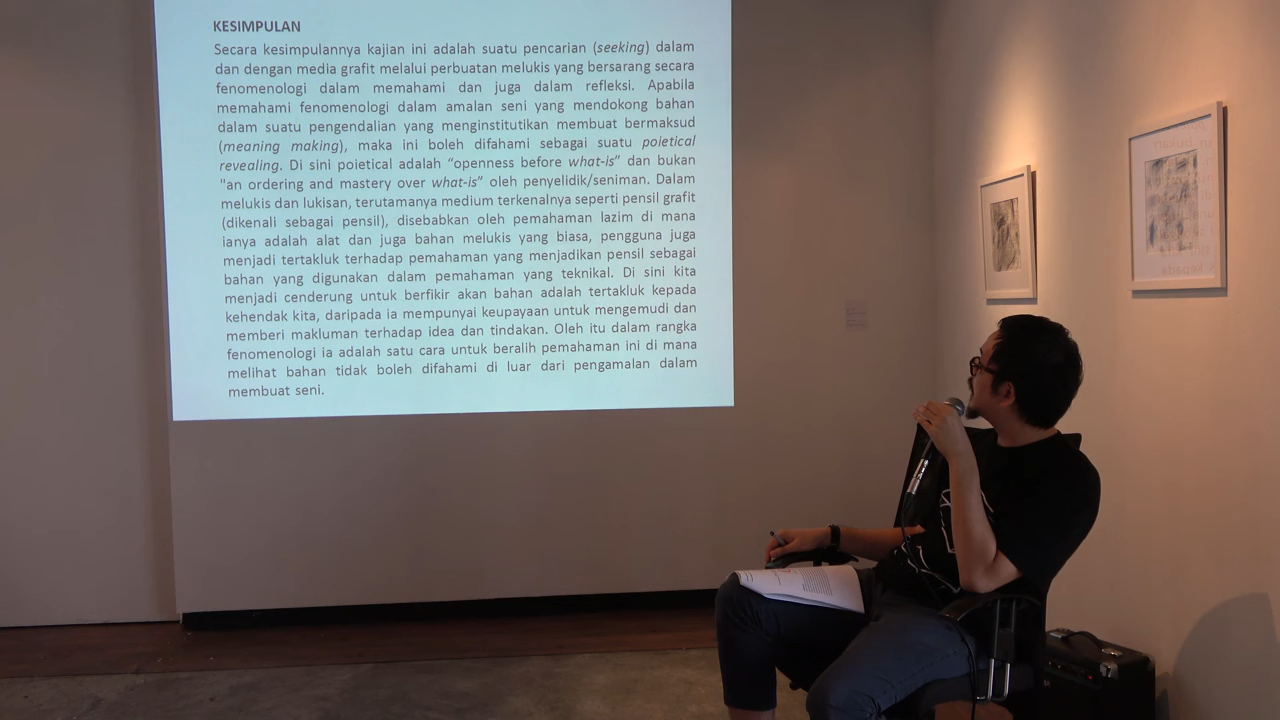 KESIMPULAN
Secara kesimpulannya kajian ini adalah suatu pencarian (seeking) dalam
dan dengan media grafit melalui perbuatan melukis yang bersarang secara
fenomenologi dalam memahami dan juga dalam refleksi. Apabila
memahami fenomenologi dalam amalan seni yang mendokong bahan
dalam suatu pengendalian yang menginstitutikan membuat bermaksud
(meaning making), maka ini boleh difahami sebagai suatu poietical
revealing. Di sini poietical adalah “openness before what-is” dan bukan
"an ordering and mastery over what-is” oleh penyelidik/seniman. Dalam
melukis dan lukisan, terutamanya medium terkenalnya seperti pensil grafit
(dikenali sebagai pensil), disebabkan oleh pemahaman lazim di mana
ianya adalah alat dan juga bahan melukis yang biasa, pengguna juga
menjadi tertakluk terhadap pemahaman yang menjadikan pensil sebagai
bahan yang digunakan dalam pemahaman yang teknikal. Di sini kita
menjadi cenderung untuk berfikir akan bahan adalah tertakluk kepada
kehendak kita, daripada ia mempunyai keupayaan untuk mengemudi dan
memberi makluman terhadap idea dan tindakan. Oleh itu dalam rangka
fenomenologi ia adalah satu cara untuk beralih pemahaman ini di mana
melihat bahan tidak boleh difahami di luar dari pengamalan dalam
membuat seni.